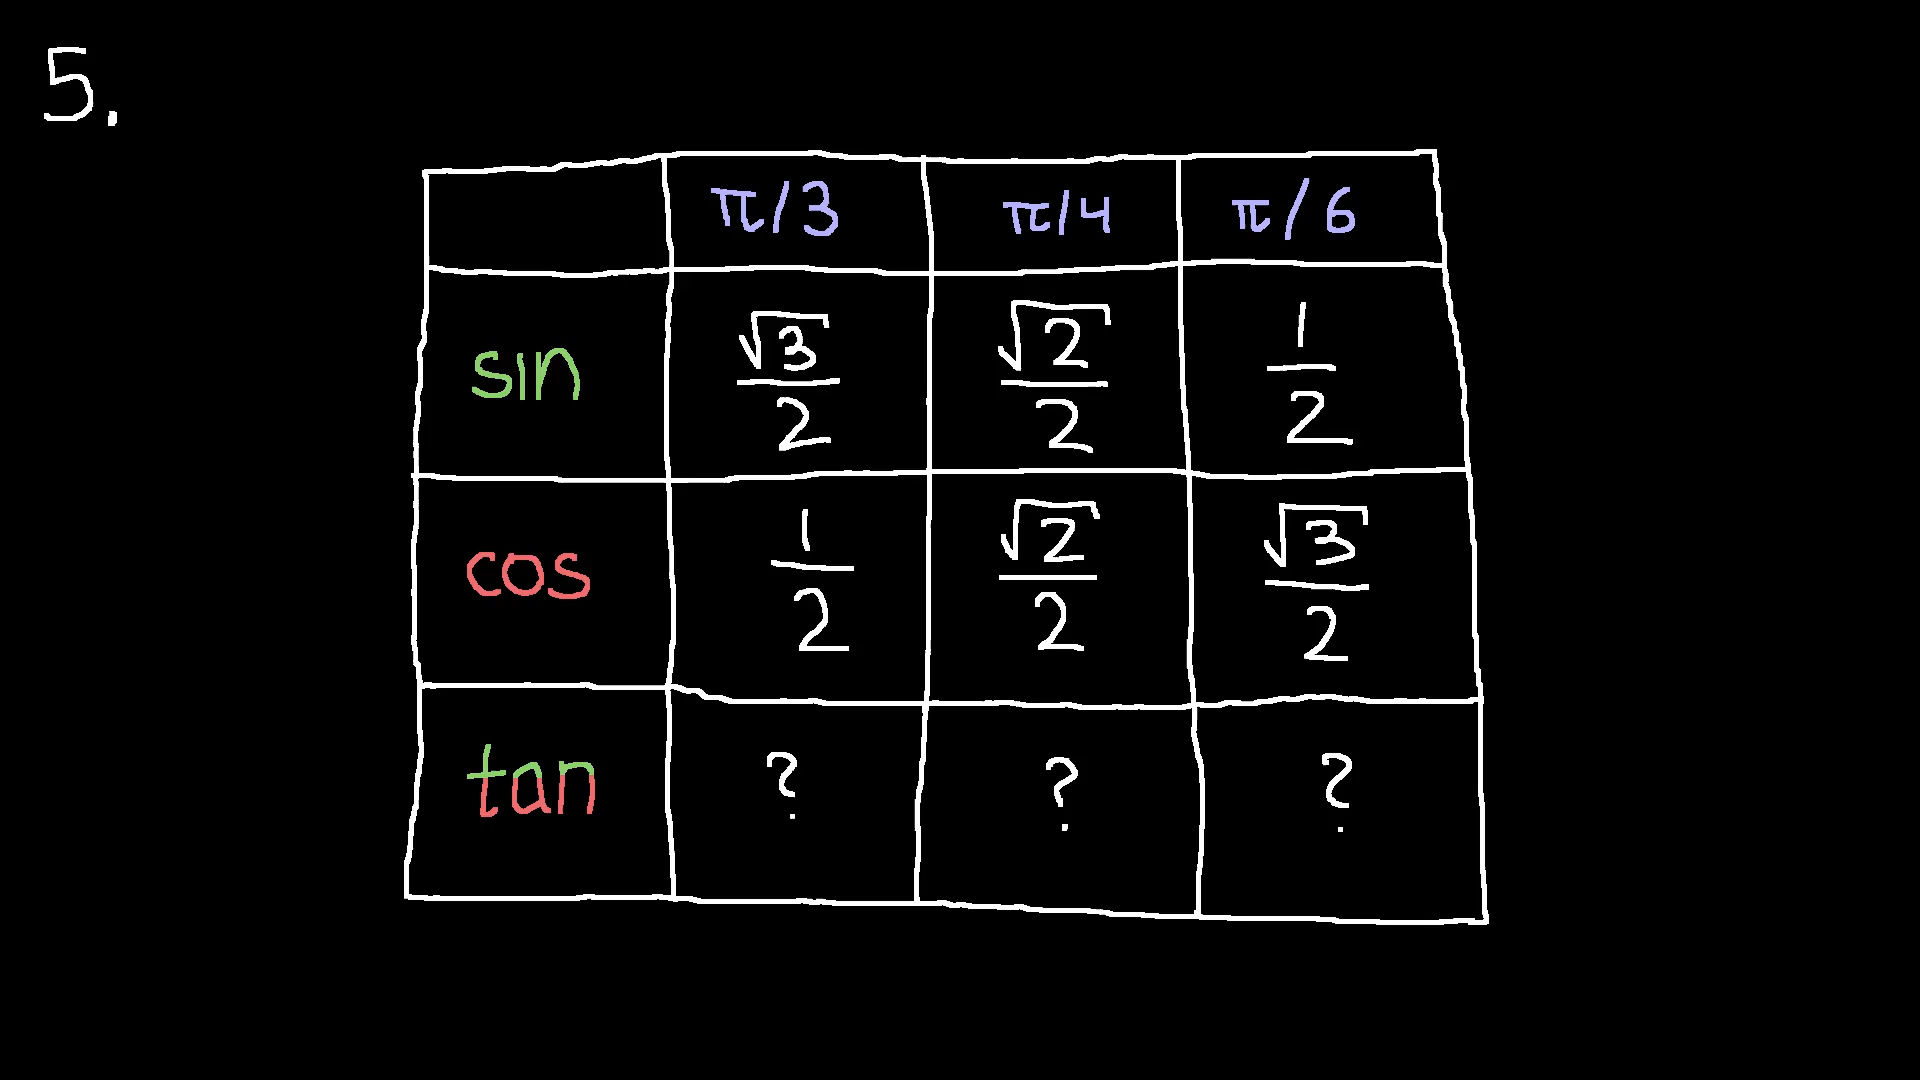 5.
π/3 π/4 π/6
sin √3/2 √2/2 1/2
cos 1/2 √2/2 √3/2
tan ? ? ?